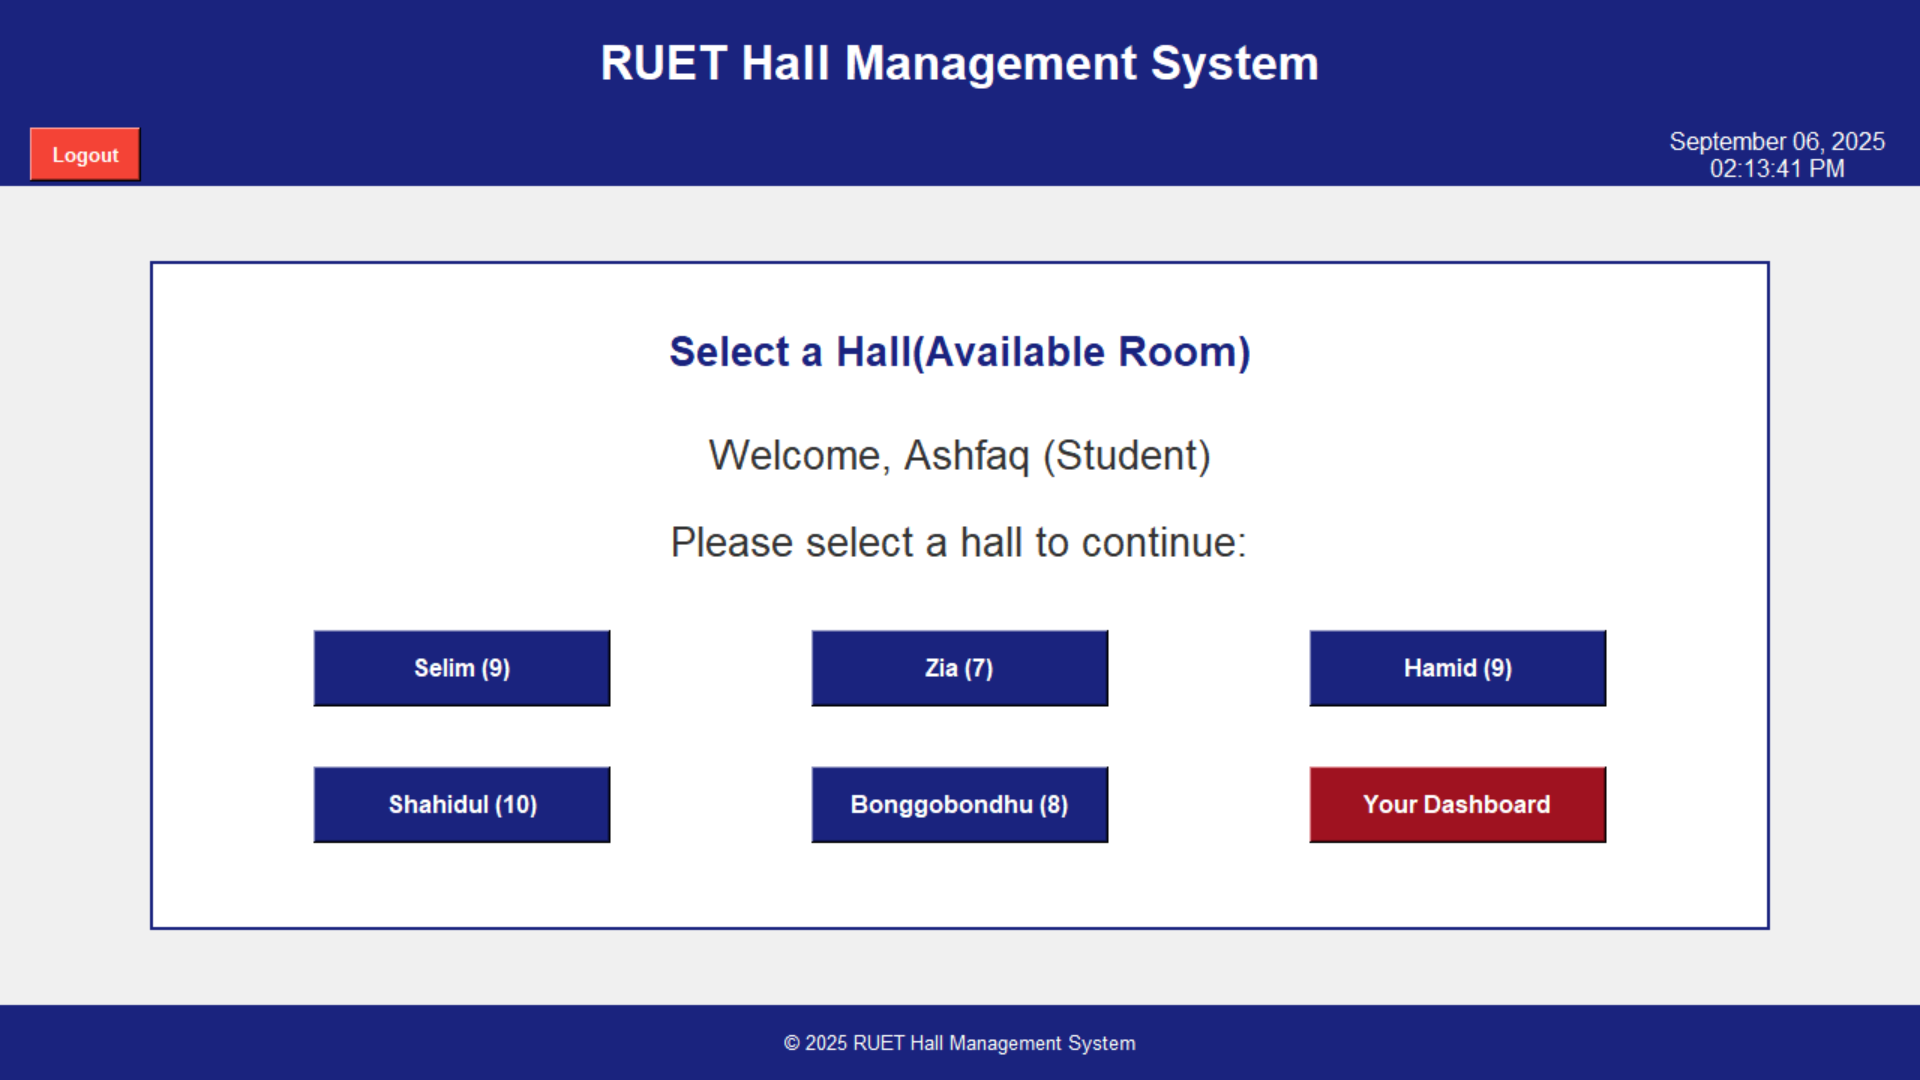 RUET Hall Management System
Logout
September 06, 2025
02:13:41 PM
Select a Hall(Available Room)
Welcome, Ashfaq (Student)
Please select a hall to continue:
Selim (9)
Zia (7)
Hamid (9)
Shahidul (10)
Bonggobondhu (8)
Your Dashboard
© 2025 RUET Hall Management System